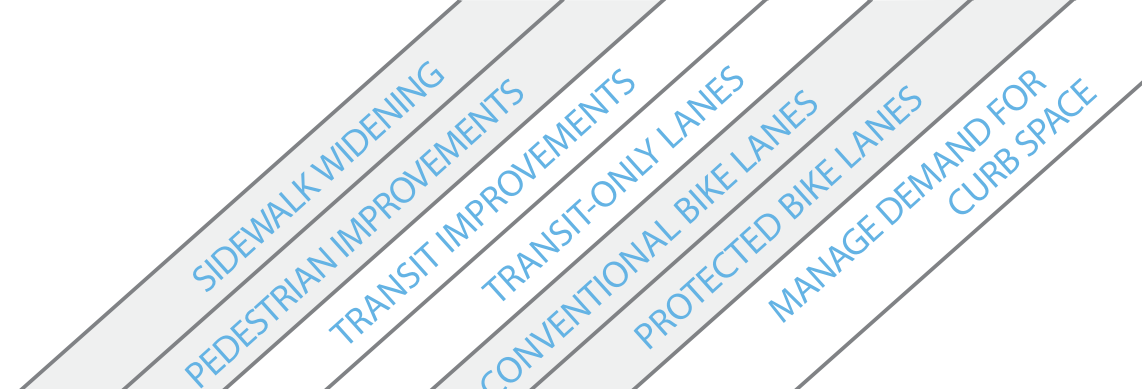 SIDEWALK WIDENING
PEDESTRIAN IMPROVEMENTS
TRANSIT IMPROVEMENTS
TRANSIT-ONLY LANES
CONVENTIONAL BIKE LANES
PROTECTED BIKE LANES
MANAGE DEMAND FOR
CURB SPACE